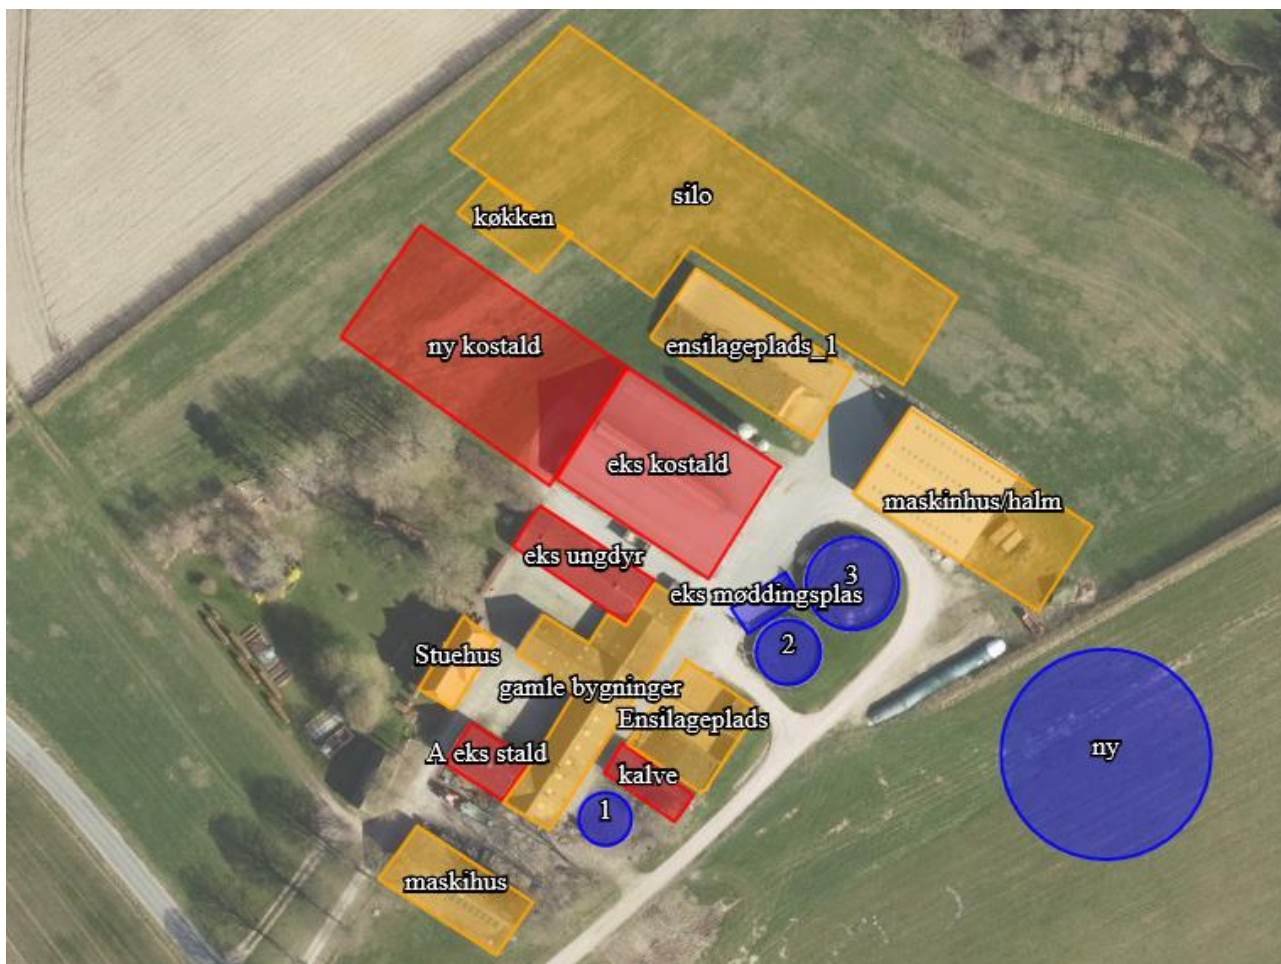 silo
køkken
ny kostald
ensilageplads_1
eks kostald
maskinhus/halm
eks ungdyr
3
eks møddingsplas
2
Stuehus
gamle bygninger
Ensilageplads
ny
A eks stald
kalve
1
maskihus